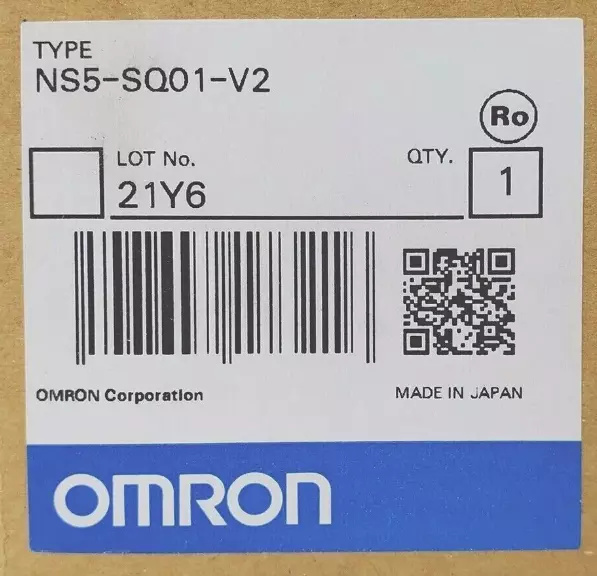 TYPE
NS5-SQ01-V2
Ro
LOT No.
QTY.
21Y6
1
OMRON Corporation
MADE IN JAPAN
OMRON